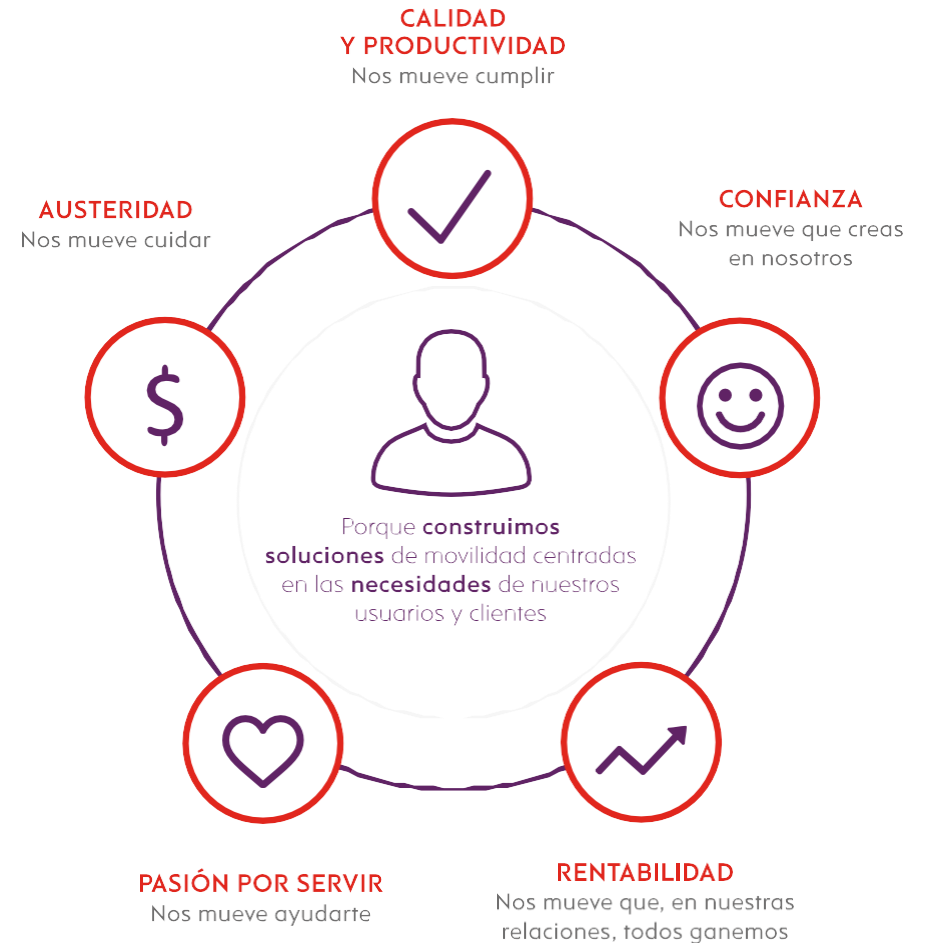 CALIDAD
Y PRODUCTIVIDAD
Nos mueve cumplir
AUSTERIDAD
Nos mueve cuidar
CONFIANZA
Nos mueve que creas
en nosotros
$
Porque construimos
soluciones de movilidad centradas
en las necesidades de nuestros
usuarios y clientes
PASIÓN POR SERVIR
Nos mueve ayudarte
RENTABILIDAD
Nos mueve que, en nuestras
relaciones, todos ganemos